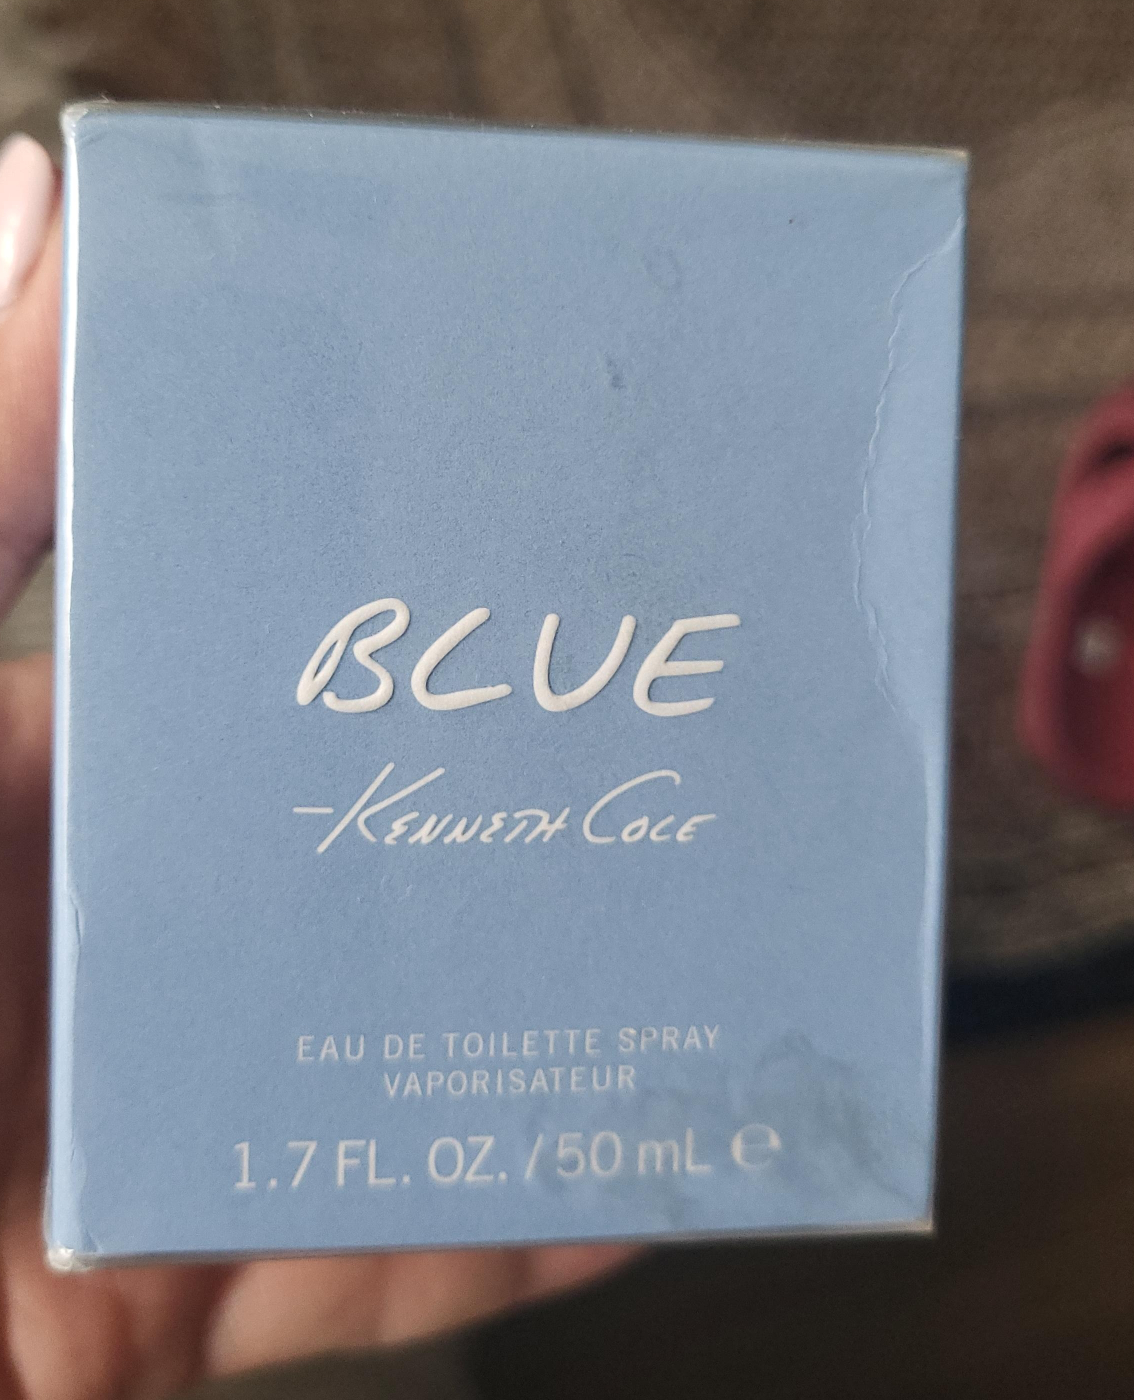 BLUE
-KENNETH COLE
EAU DE TOILETTE SPRAY
VAPORISATEUR
1.7 FL. OZ. / 50 mL ℮